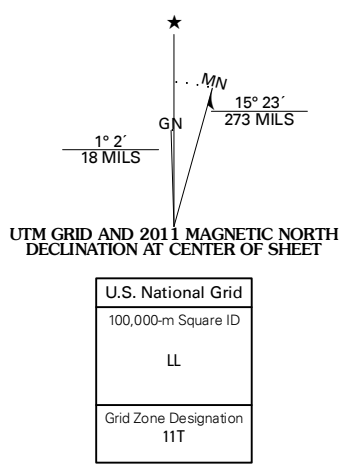 ★
MN
GN
15° 23´
273 MILS
1° 2´
18 MILS
UTM GRID AND 2011 MAGNETIC NORTH
DECLINATION AT CENTER OF SHEET
U.S. National Grid
100,000-m Square ID
LL
Grid Zone Designation
11T